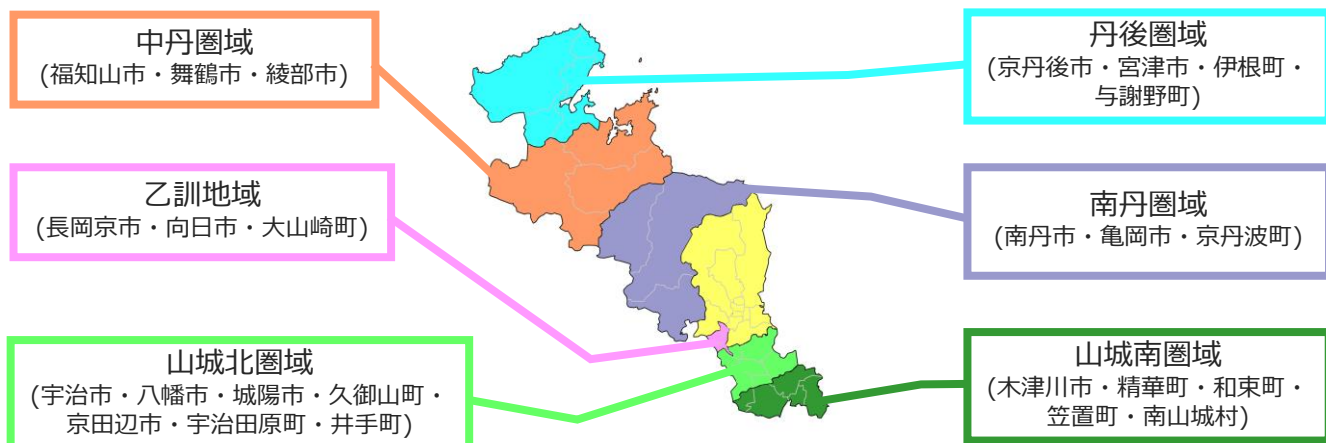 中丹圏域
(福知山市・舞鶴市・綾部市)
丹後圏域
(京丹後市・宮津市・伊根町・
与謝野町)
乙訓地域
(長岡京市・向日市・大山崎町)
南丹圏域
(南丹市・亀岡市・京丹波町)
山城北圏域
(宇治市・八幡市・城陽市・久御山町・
京田辺市・宇治田原町・井手町)
山城南圏域
(木津川市・精華町・和束町・
笠置町・南山城村)